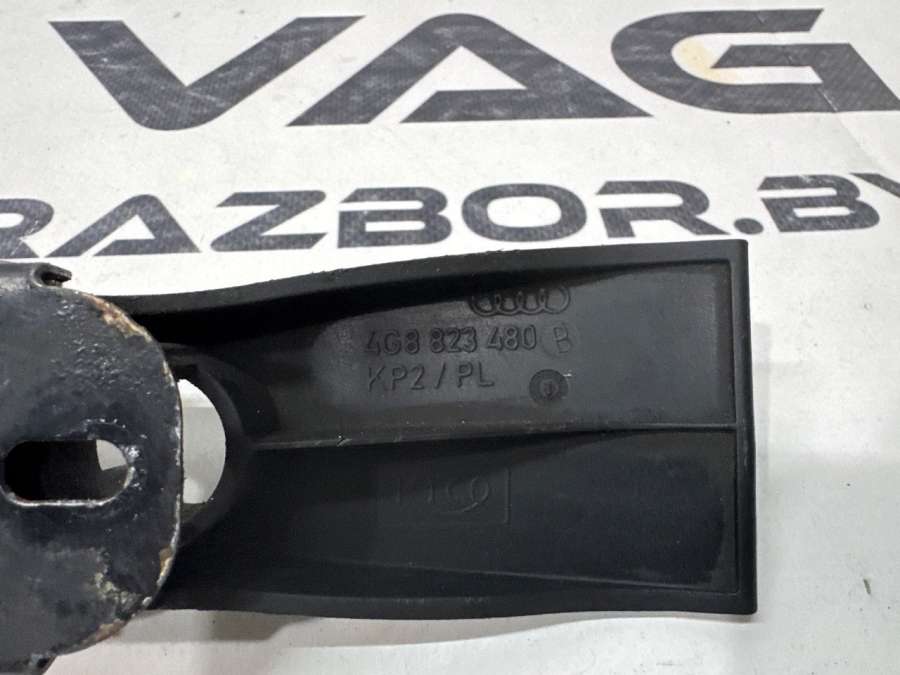 VAG
RAZBOR.BY
4G8 823 480 B
KP2/PL